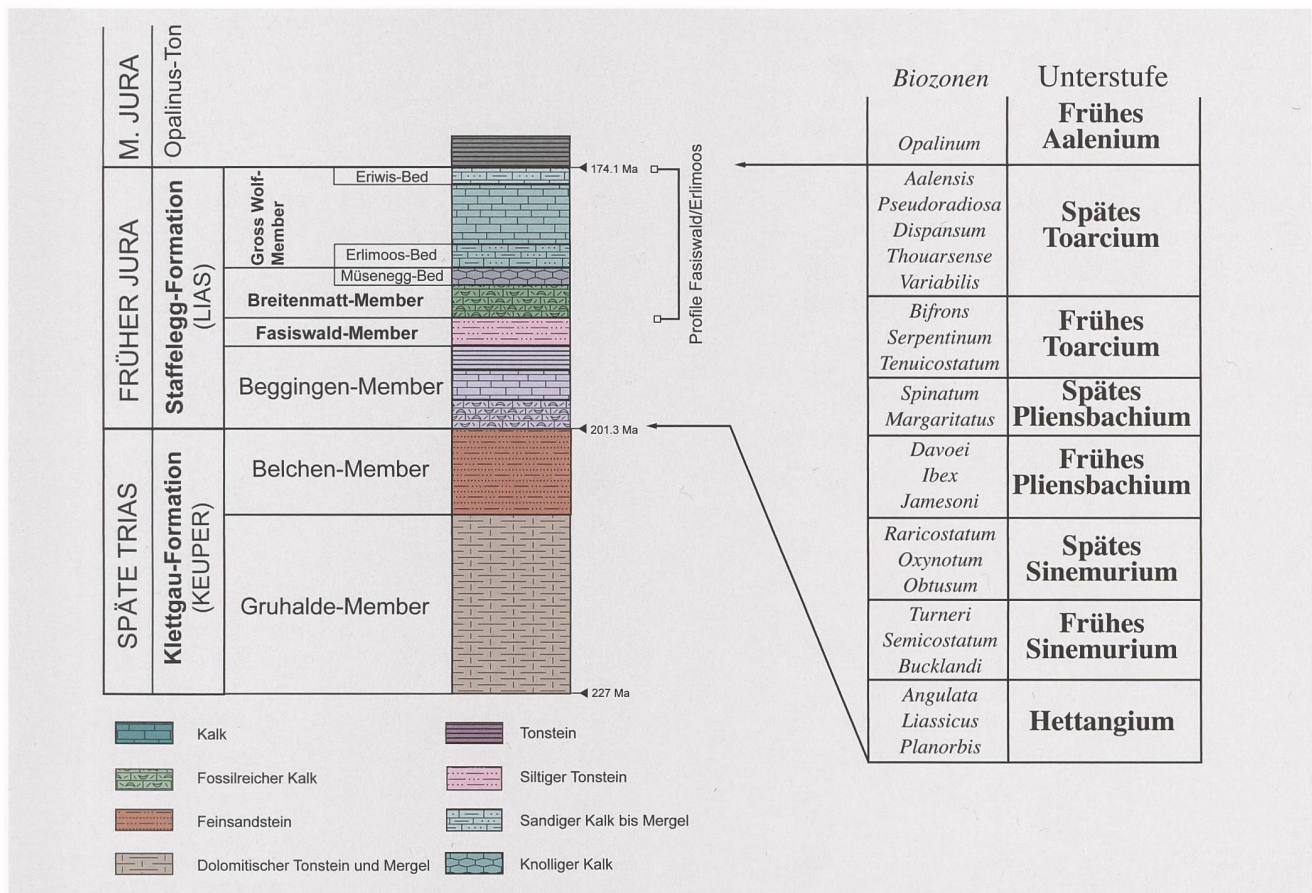 M. JURA
Opalinus-Ton
FRÜHER JURA
Staffelegg-Formation
(LIAS)
SPÄTE TRIAS
Klettgau-Formation
(KEUPER)
Gross Wolf-
Member
Eriwis-Bed
Erlimoos-Bed
Müsenegg-Bed
Breitenmatt-Member
Fasiswald-Member
Beggingen-Member
Belchen-Member
Gruhalde-Member
174.1 Ma
201.3 Ma
227 Ma
Profile Fasiswald/Erlimoos
Biozonen
Unterstufe
Opalinum
Frühes
Aalenium
Aalensis
Pseudoradiosa
Dispansum
Thouarsense
Variabilis
Spätes
Toarcium
Bifrons
Serpentinum
Tenuicostatum
Frühes
Toarcium
Spinatum
Margaritatus
Spätes
Pliensbachium
Davoei
Ibex
Jamesoni
Frühes
Pliensbachium
Raricostatum
Oxynotum
Obtusum
Spätes
Sinemurium
Turneri
Semicostatum
Bucklandi
Frühes
Sinemurium
Angulata
Liassicus
Planorbis
Hettangium
Kalk
Fossilreicher Kalk
Feinsandstein
Dolomitischer Tonstein und Mergel
Tonstein
Siltiger Tonstein
Sandiger Kalk bis Mergel
Knolliger Kalk